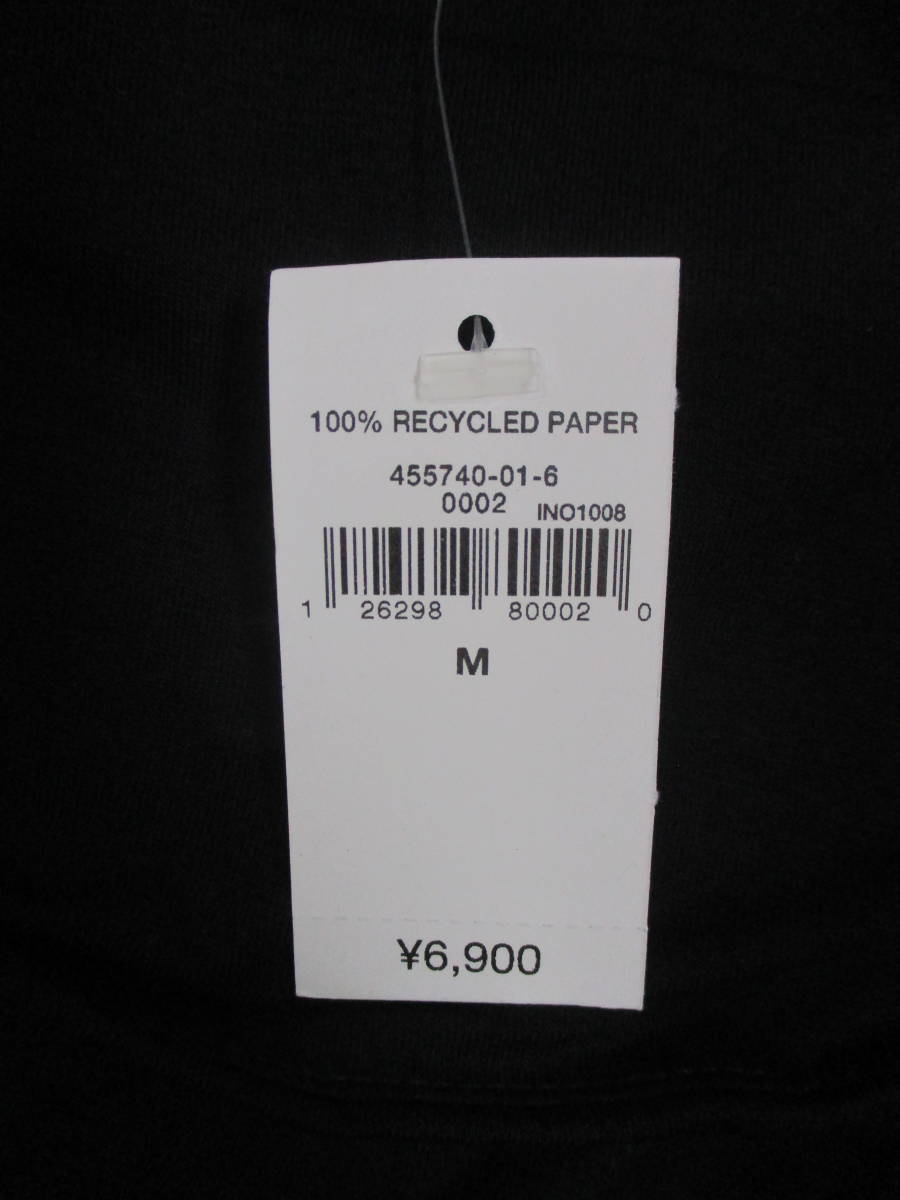 100% RECYCLED PAPER
455740-01-6
0002 INO1008
1 26298 80002 0
M
¥6,900